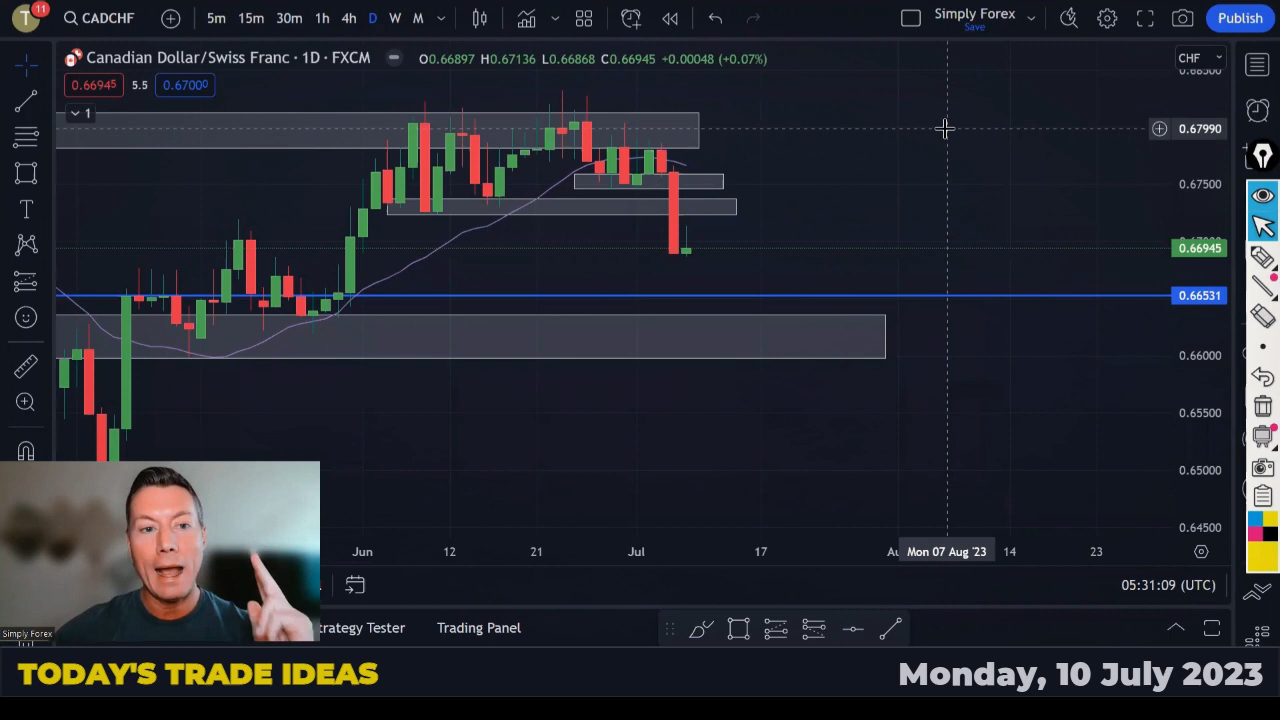 11
T
CADCHF
5m 15m 30m 1h 4h D W M
Simply Forex
Save
Publish
Canadian Dollar/Swiss Franc · 1D · FXCM
O0.66897 H0.67136 L0.66868 C0.66945 +0.00048 (+0.07%)
CHF
0.66945 5.5 0.67000
1
0.67990
0.67500
0.66945
0.66531
0.66000
0.65500
0.65000
0.64500
Jun 12 21 Jul 17 Mon 07 Aug '23 14 23
05:31:09 (UTC)
Simply Forex
trategy Tester Trading Panel
TODAY'S TRADE IDEAS
Monday, 10 July 2023